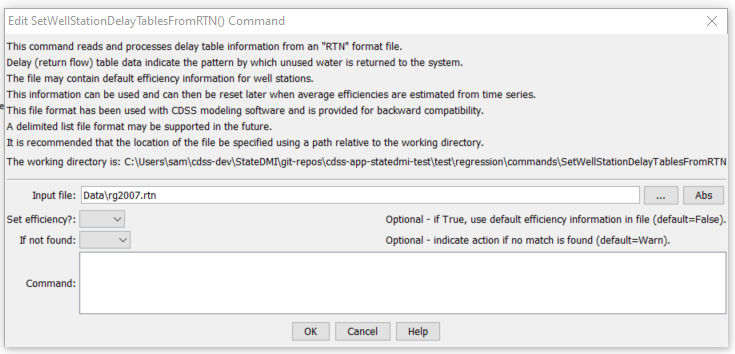 Edit SetWellStationDelayTablesFromRTN() Command
This command reads and processes delay table information from an "RTN" format file.
Delay (return flow) table data indicate the pattern by which unused water is returned to the system.
The file may contain default efficiency information for well stations.
This information can be used and can then be reset later when average efficiencies are estimated from time series.
This file format has been used with CDSS modeling software and is provided for backward compatibility.
A delimited list file format may be supported in the future.
It is recommended that the location of the file be specified using a path relative to the working directory.
The working directory is: C:\Users\sam\cdss-dev\StateDMI\git-repos\cdss-app-statedmi-test\test\regression\commands\SetWellStationDelayTablesFromRTN
Input file: Data\rg2007.rtn ... Abs
Set efficiency?: Optional - if True, use default efficiency information in file (default=False).
If not found: Optional - indicate action if no match is found (default=Warn).
Command:
OK Cancel Help